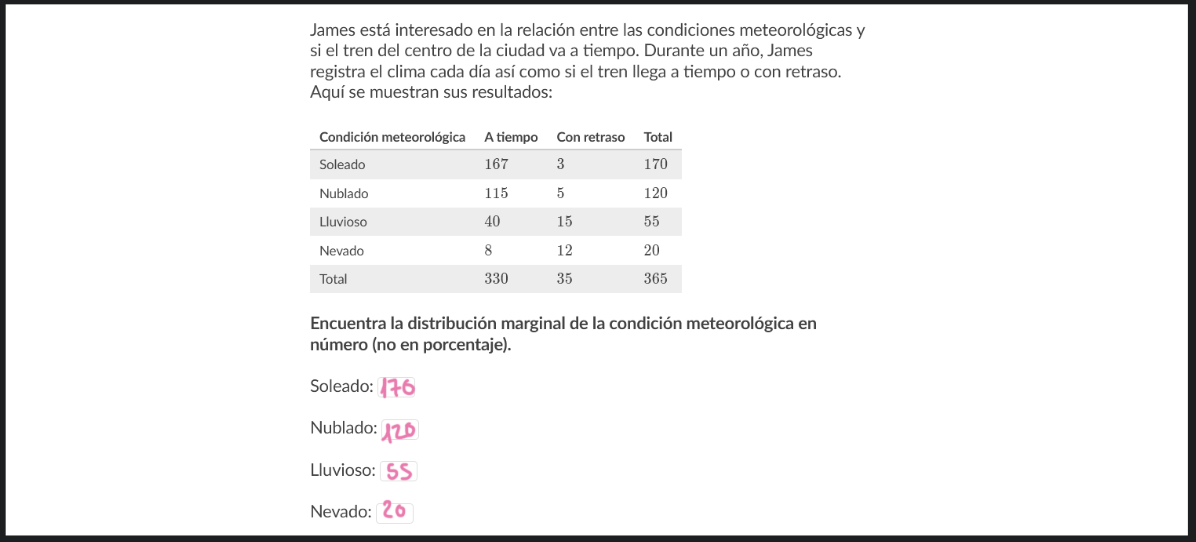 James está interesado en la relación entre las condiciones meteorológicas y
si el tren del centro de la ciudad va a tiempo. Durante un año, James
registra el clima cada día así como si el tren llega a tiempo o con retraso.
Aquí se muestran sus resultados:
Condición meteorológica A tiempo Con retraso Total
Soleado 167 3 170
Nublado 115 5 120
Lluvioso 40 15 55
Nevado 8 12 20
Total 330 35 365
Encuentra la distribución marginal de la condición meteorológica en
número (no en porcentaje).
Soleado: 170
Nublado: 120
Lluvioso: 55
Nevado: 20